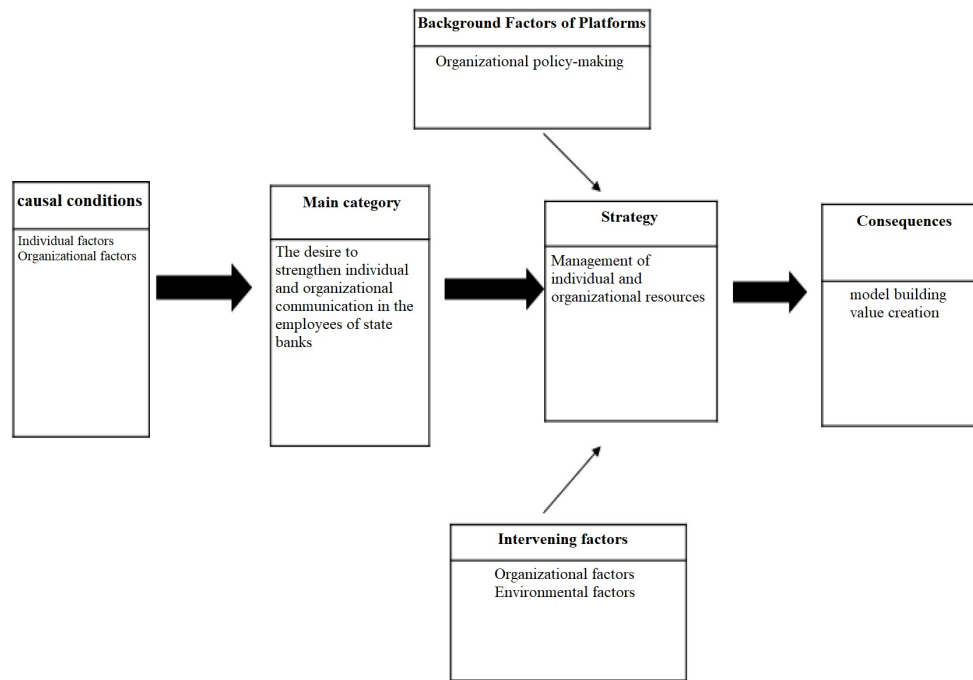 Background Factors of Platforms
Organizational policy-making
causal conditions
Individual factors
Organizational factors
Main category
The desire to
strengthen individual
and organizational
communication in the
employees of state
banks
Strategy
Management of
individual and
organizational resources
Consequences
model building
value creation
Intervening factors
Organizational factors
Environmental factors